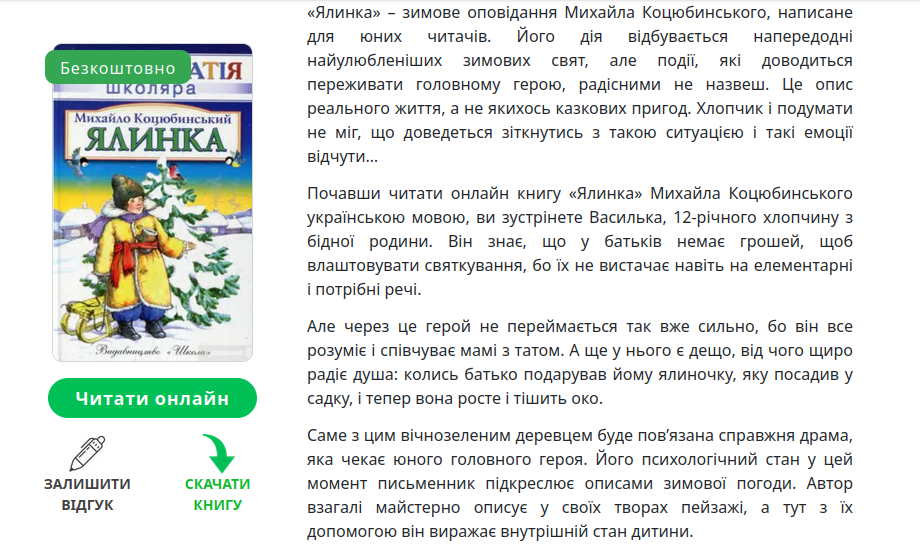 Безкоштовно
АТІЯ
школяра
Михайло Коцюбинський
ЯЛИНКА
Видавництво «Школа»
Читати онлайн
ЗАЛИШИТИ
ВІДГУК
СКАЧАТИ
КНИГУ
«Ялинка» – зимове оповідання Михайла Коцюбинського, написане
для юних читачів. Його дія відбувається напередодні
найулюбленіших зимових свят, але події, які доводиться
переживати головному герою, радісними не назвеш. Це опис
реального життя, а не якихось казкових пригод. Хлопчик і подумати
не міг, що доведеться зіткнутись з такою ситуацією і такі емоції
відчути...
Почавши читати онлайн книгу «Ялинка» Михайла Коцюбинського
українською мовою, ви зустрінете Василька, 12-річного хлопчину з
бідної родини. Він знає, що у батьків немає грошей, щоб
влаштовувати святкування, бо їх не вистачає навіть на елементарні
і потрібні речі.
Але через це герой не переймається так вже сильно, бо він все
розуміє і співчуває мамі з татом. А ще у нього є дещо, від чого щиро
радіє душа: колись батько подарував йому ялиночку, яку посадив у
садку, і тепер вона росте і тішить око.
Саме з цим вічнозеленим деревцем буде пов’язана справжня драма,
яка чекає юного головного героя. Його психологічний стан у цей
момент письменник підкреслює описами зимової погоди. Автор
взагалі майстерно описує у своїх творах пейзажі, а тут з їх
допомогою він виражає внутрішній стан дитини.